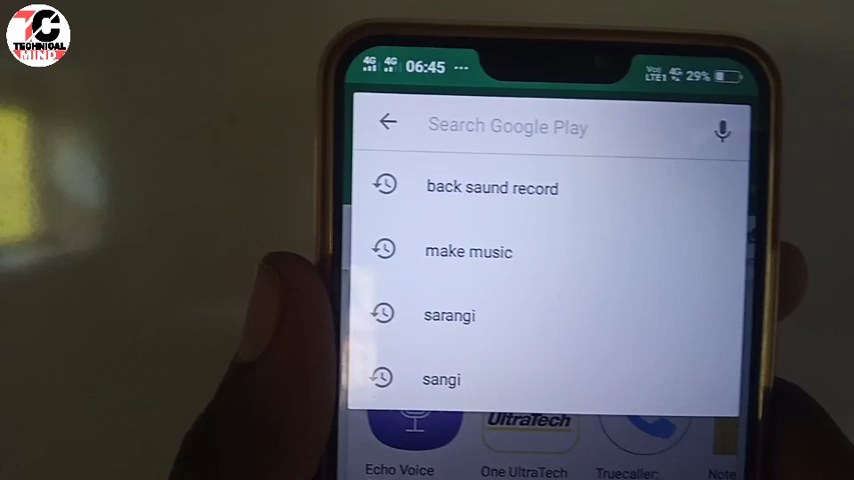 TC
TECHNICAL
MIND
4G 4G 06:45 ...
Vo)
LTE1 4G 29%
Search Google Play
back saund record
make music
sarangi
sangi
UltraTech
Echo Voice
One UltraTech
Truecaller:
Note